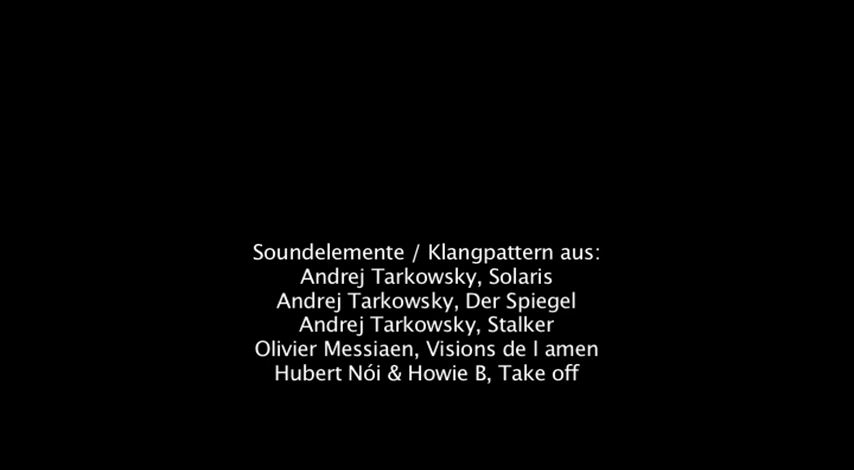 Soundelemente / Klangpattern aus:
Andrej Tarkowsky, Solaris
Andrej Tarkowsky, Der Spiegel
Andrej Tarkowsky, Stalker
Olivier Messiaen, Visions de l amen
Hubert Nói & Howie B, Take off